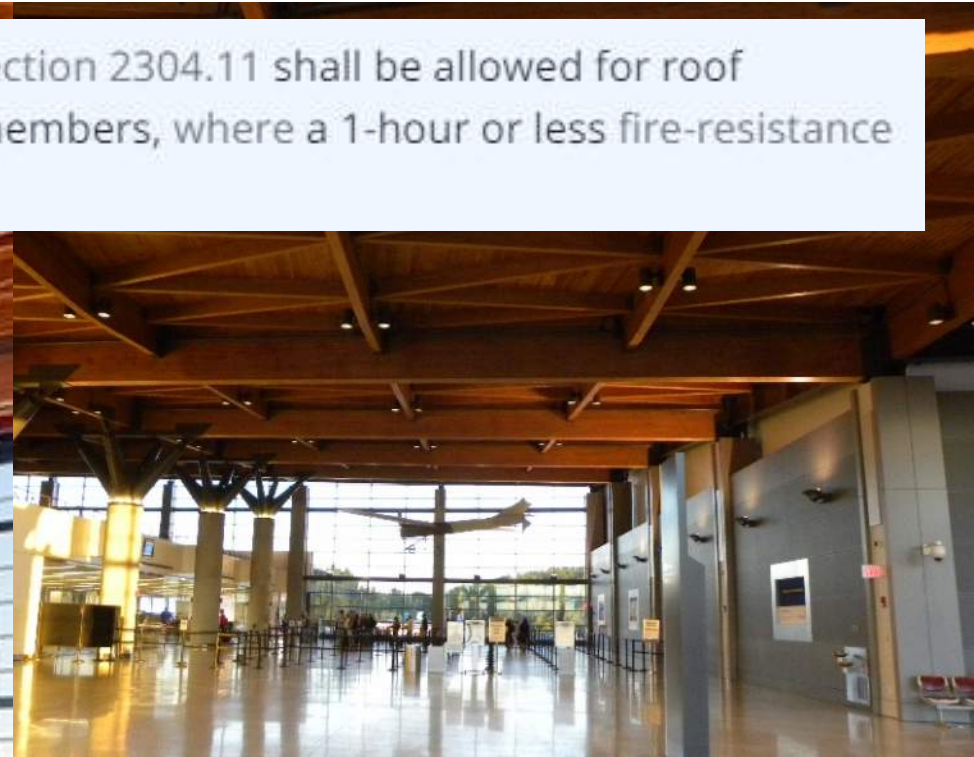 ction 2304.11 shall be allowed for roof
embers, where a 1-hour or less fire-resistance